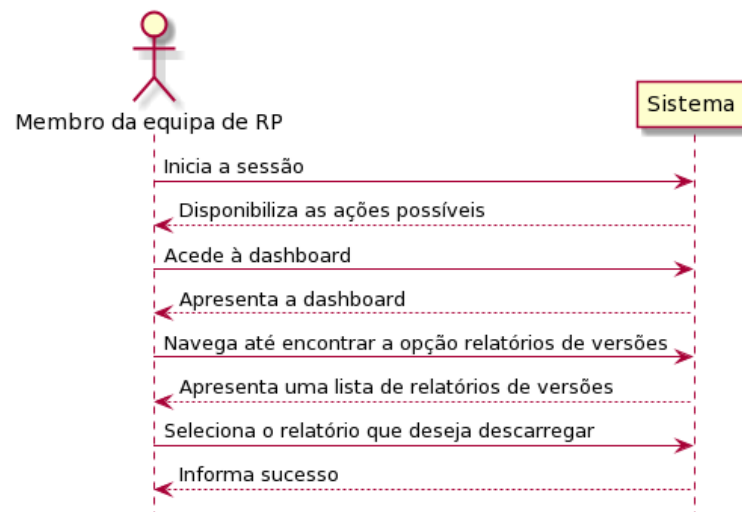 Membro da equipa de RP
Sistema
Inicia a sessão
Disponibiliza as ações possíveis
Acede à dashboard
Apresenta a dashboard
Navega até encontrar a opção relatórios de versões
Apresenta uma lista de relatórios de versões
Seleciona o relatório que deseja descarregar
Informa sucesso